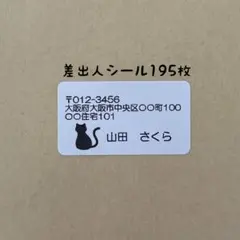 差出人シール195枚
〒012-3456
大阪府大阪市中央区〇〇町100
〇〇住宅101
山田 さくら